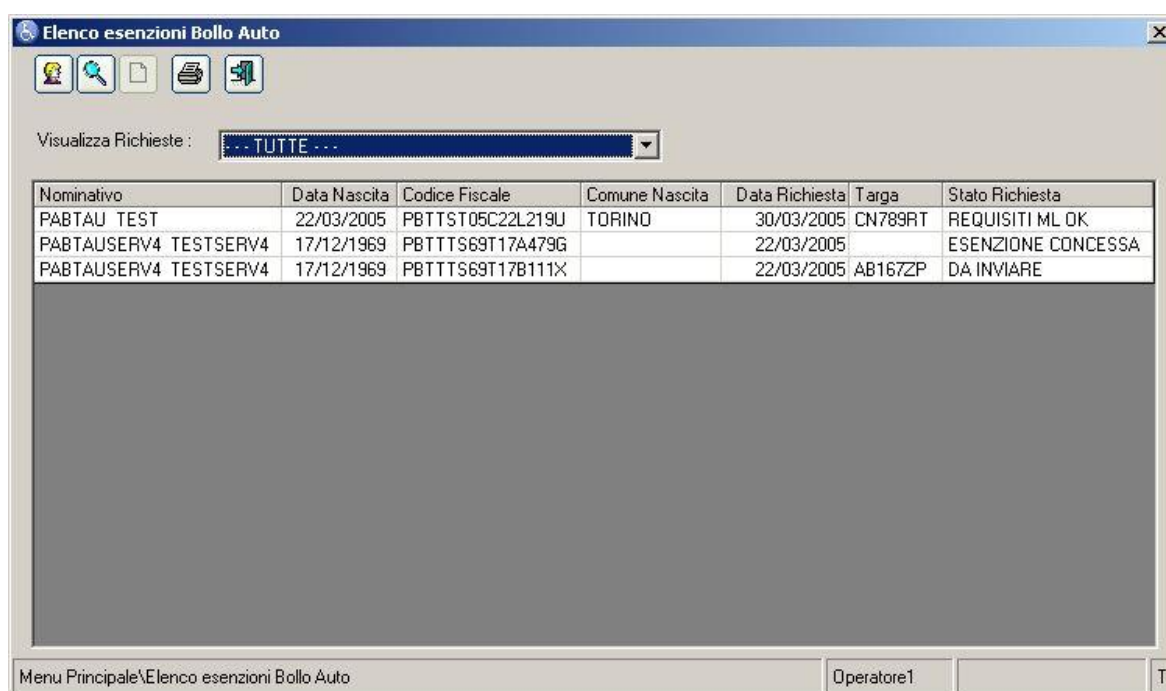 Elenco esenzioni Bollo Auto
Visualizza Richieste :
--- TUTTE ---
Nominativo Data Nascita Codice Fiscale Comune Nascita Data Richiesta Targa Stato Richiesta
PABTAU TEST 22/03/2005 PBTTST05C22L219U TORINO 30/03/2005 CN789RT REQUISITI ML OK
PABTAUSERV4 TESTSERV4 17/12/1969 PBTTTS69T17A479G 22/03/2005 ESENZIONE CONCESSA
PABTAUSERV4 TESTSERV4 17/12/1969 PBTTTS69T17B111X 22/03/2005 AB167ZP DA INVIARE
Menu Principale\Elenco esenzioni Bollo Auto Operatore1 T